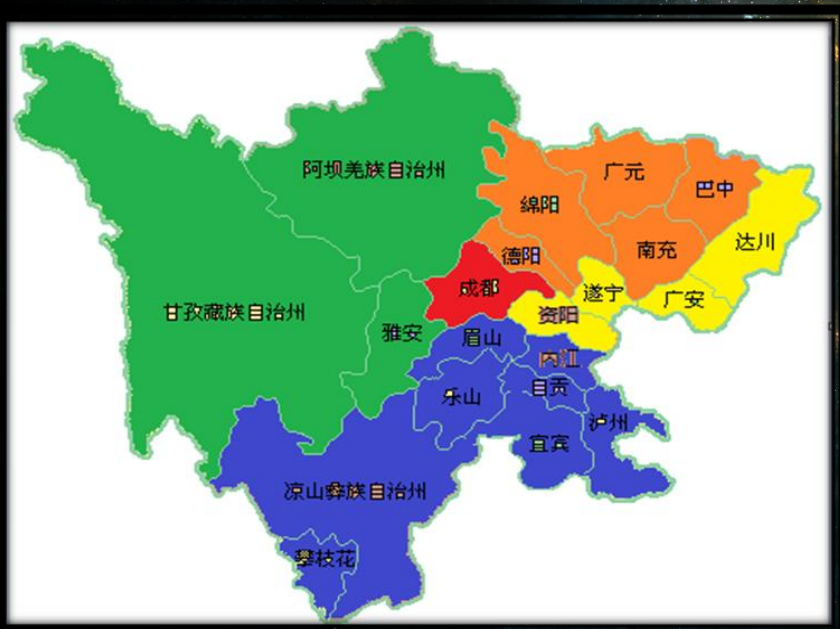 阿坝羌族自治州
广元
巴中
绵阳
达川
南充
德阳
成都
遂宁
广安
甘孜藏族自治州
资阳
雅安
眉山
内江
自贡
乐山
泸州
宜宾
凉山彝族自治州
攀枝花